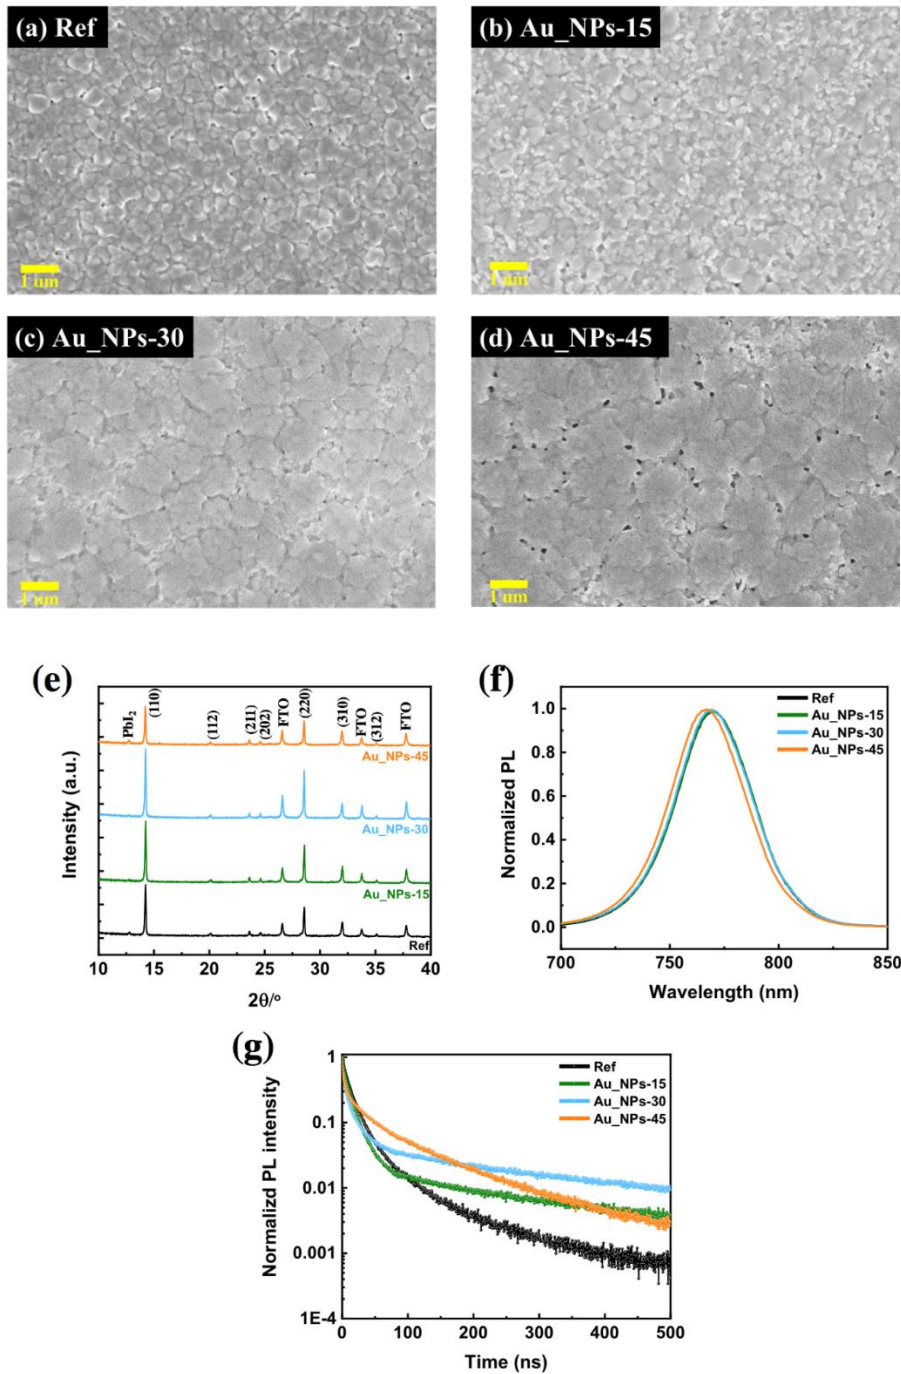 (a) Ref
1 um
(b) Au_NPs-15
1 um
(c) Au_NPs-30
1 um
(d) Au_NPs-45
1 um
(e)
Intensity (a.u.)
PbI₂
(110)
(112)
(211)
(202)
FTO
(220)
(310)
FTO
(312)
FTO
Au_NPs-45
Au_NPs-30
Au_NPs-15
Ref
10 15 20 25 30 35 40
2θ/°
(f)
Normalized PL
1.0
0.8
0.6
0.4
0.2
0.0
Ref
Au_NPs-15
Au_NPs-30
Au_NPs-45
700 750 800 850
Wavelength (nm)
(g)
Normalizd PL intensity
1
0.1
0.01
0.001
1E-4
Ref
Au_NPs-15
Au_NPs-30
Au_NPs-45
0 100 200 300 400 500
Time (ns)